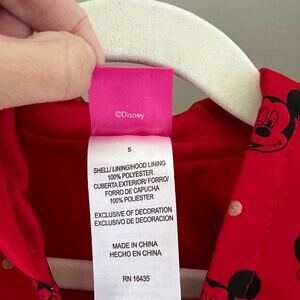 ©Disney
5
SHELL/ LINING/HOOD LINING
100% POLYESTER
CUBIERTA EXTERIOR/ FORRO/
FORRO DE CAPUCHA
100% POLIESTER
EXCLUSIVE OF DECORATION
EXCLUSIVO DE DECORACION
MADE IN CHINA
HECHO EN CHINA
RN 16435